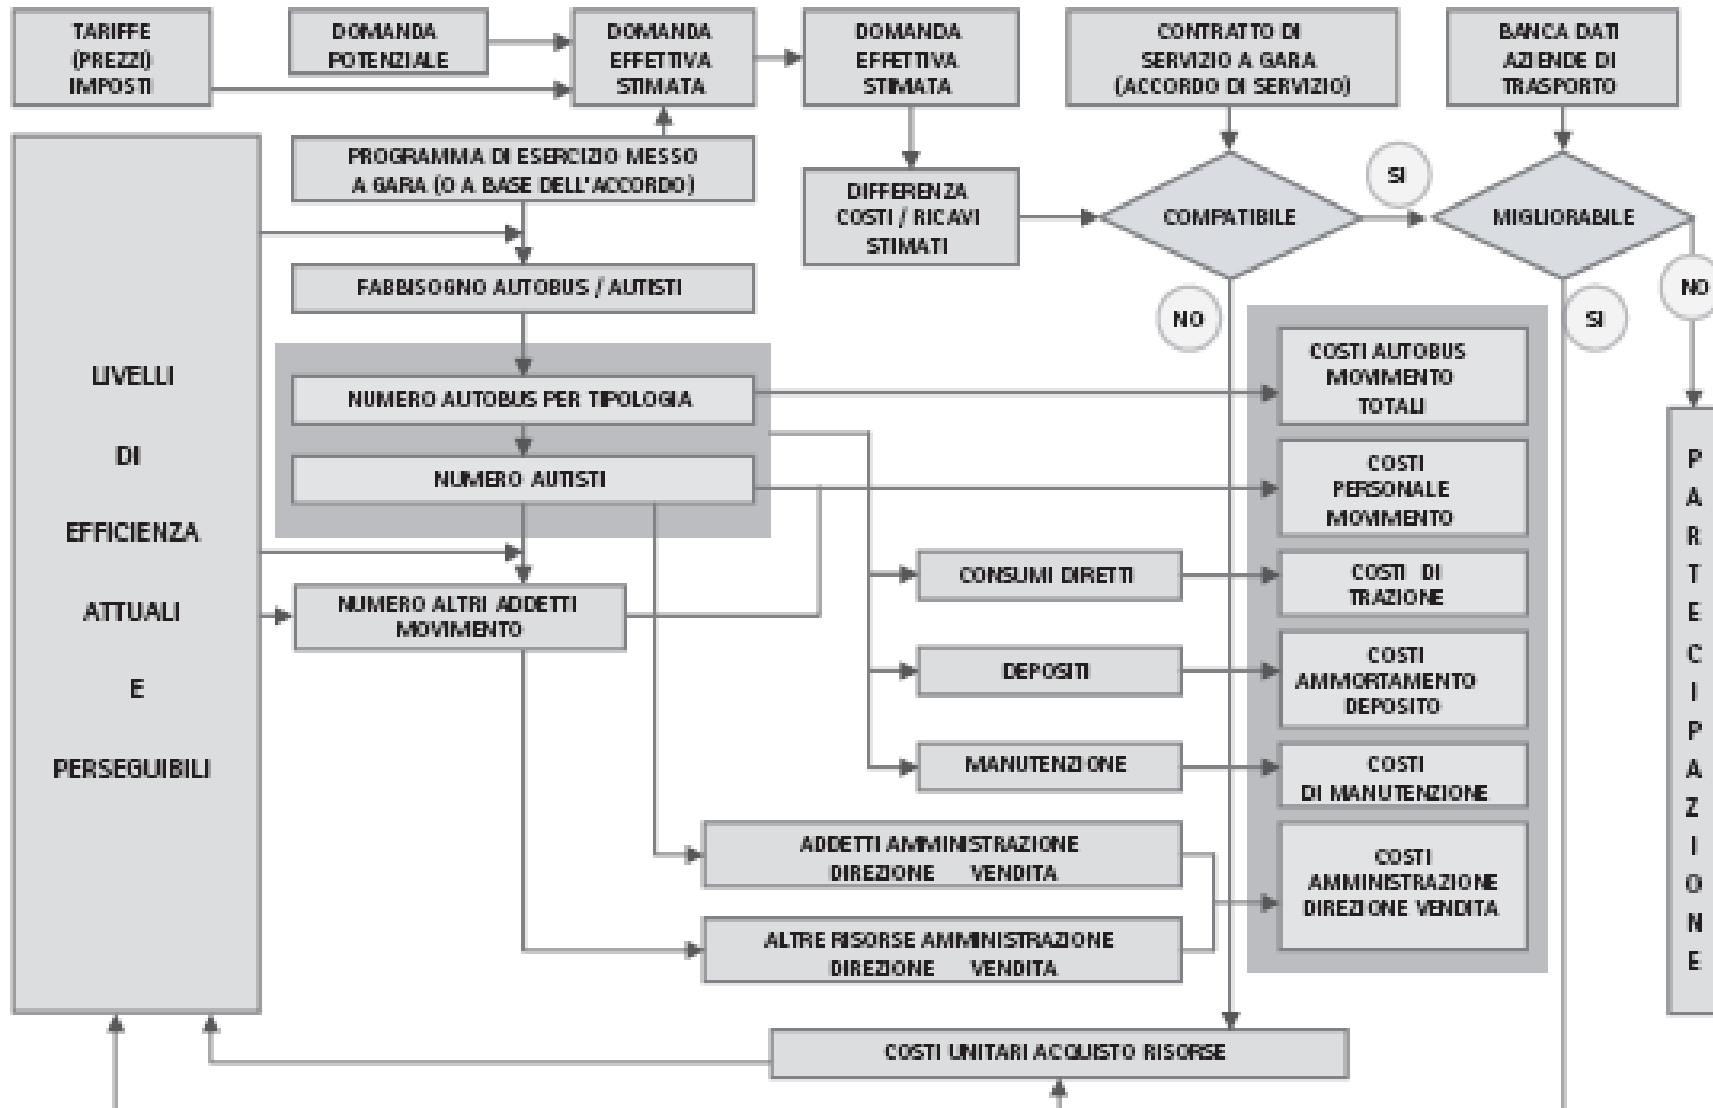 TARIFFE
(PREZZI)
IMPOSTI
DOMANDA
POTENZIALE
DOMANDA
EFFETTIVA
STIMATA
DOMANDA
EFFETTIVA
STIMATA
CONTRATTO DI
SERVIZIO A GARA
(ACCORDO DI SERVIZIO)
BANCA DATI
AZIENDE DI
TRASPORTO
PROGRAMMA DI ESERCIZIO MESSO
A GARA (O A BASE DELL'ACCORDO)
DIFFERENZA
COSTI / RICAVI
STIMATI
COMPATIBILE
SI
MIGLIORABILE
NO
SI
NO
FABBISOGNO AUTOBUS / AUTISTI
LIVELLI
DI
EFFICIENZA
ATTUALI
E
PERSEGUIBILI
NUMERO AUTOBUS PER TIPOLOGIA
NUMERO AUTISTI
NUMERO ALTRI ADDETTI
MOVIMENTO
CONSUMI DIRETTI
DEPOSITI
MANUTENZIONE
ADDETTI AMMINISTRAZIONE
DIREZIONE VENDITA
ALTRE RISORSE AMMINISTRAZIONE
DIREZIONE VENDITA
COSTI AUTOBUS
MOVIMENTO
TOTALI
COSTI
PERSONALE
MOVIMENTO
COSTI DI
TRAZIONE
COSTI
AMMORTAMENTO
DEPOSITO
COSTI
DI MANUTENZIONE
COSTI
AMMINISTRAZIONE
DIREZIONE VENDITA
PARTECIPAZIONE
COSTI UNITARI ACQUISTO RISORSE